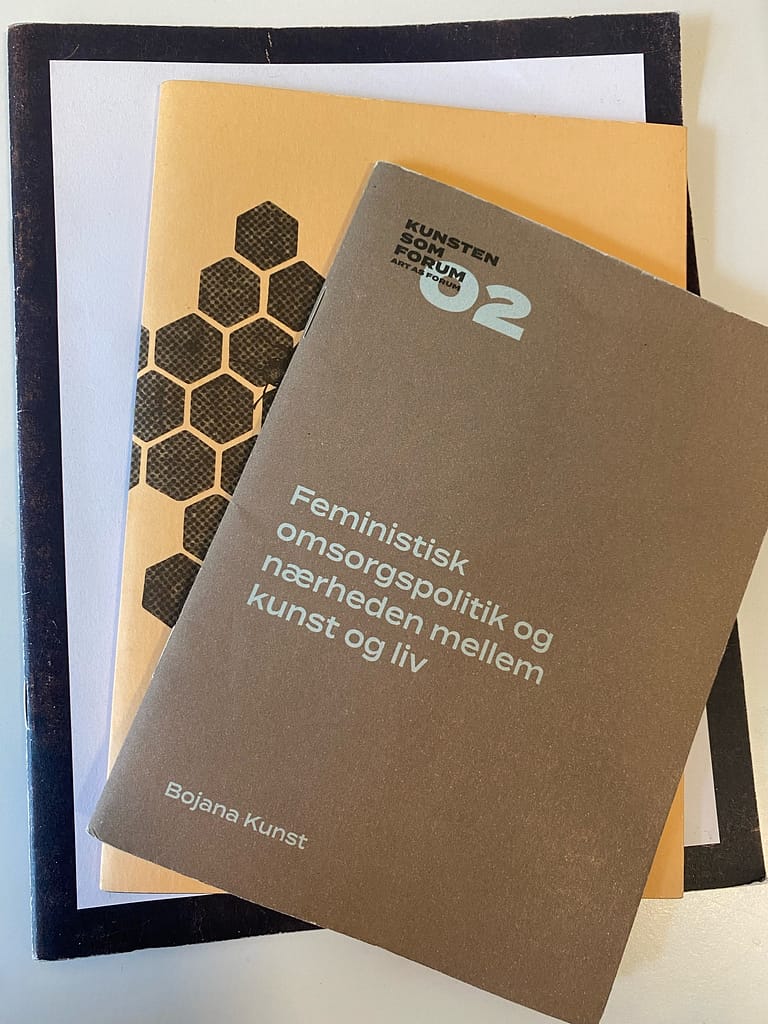 KUNSTEN
SOM
FORUM
ART AS FORUM
02
Feministisk
omsorgspolitik og
nærheden mellem
kunst og liv
Bojana Kunst